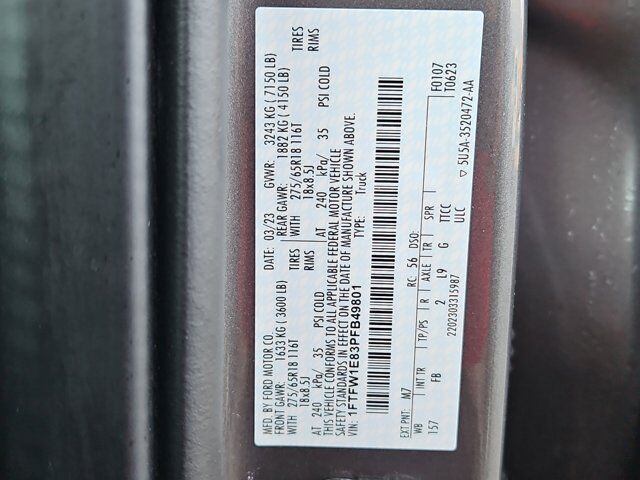 MFD. BY FORD MOTOR CO. DATE: 03/23 GVWR: 3243 KG ( 7150 LB)
FRONT GAWR: 1633 KG ( 3600 LB) REAR GAWR: 1882 KG ( 4150 LB)
WITH 275/65R18 116T TIRES WITH 275/65R18 116T TIRES
18x8.5J RIMS 18x8.5J RIMS
AT 240 kPa/ 35 PSI COLD AT 240 kPa/ 35 PSI COLD
THIS VEHICLE CONFORMS TO ALL APPLICABLE FEDERAL MOTOR VEHICLE
SAFETY STANDARDS IN EFFECT ON THE DATE OF MANUFACTURE SHOWN ABOVE.
VIN: 1FTFW1E83PFB49801 Truck
F0107
T0623
EXT PNT: M7 RC: 56 DSO:
WB INT TR TP/PS R AXLE TR SPR
157 FB 2 L9 G TTCC
ULC
2202303315987 ▽ 5U5A-3520472-AA